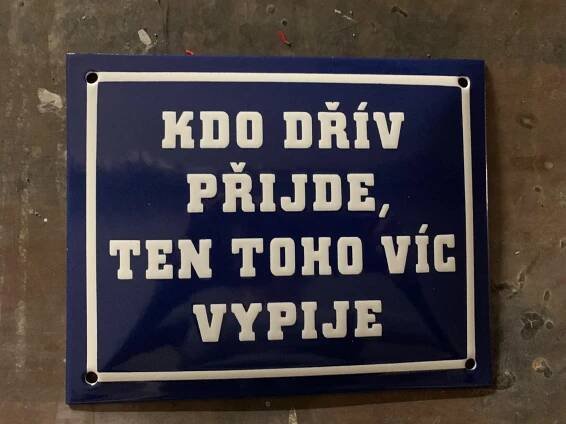 KDO DŘÍV
PŘIJDE,
TEN TOHO VÍC
VYPIJE